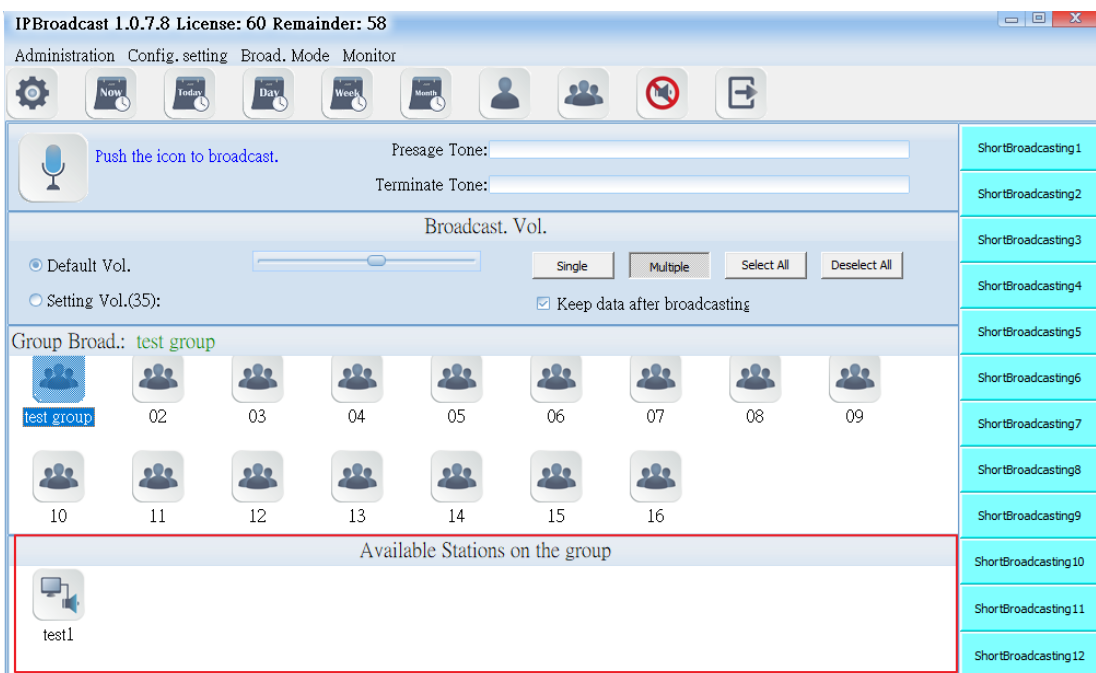 IPBroadcast 1.0.7.8 License: 60 Remainder: 58
X
Administration Config. setting Broad. Mode Monitor
Now Today Day Week Month
Push the icon to broadcast.
Presage Tone:
Terminate Tone:
Broadcast. Vol.
Default Vol.
Single Multiple Select All Deselect All
Setting Vol.(35):
Keep data after broadcasting
Group Broad.: test group
test group 02 03 04 05 06 07 08 09
10 11 12 13 14 15 16
Available Stations on the group
test1
ShortBroadcasting1
ShortBroadcasting2
ShortBroadcasting3
ShortBroadcasting4
ShortBroadcasting5
ShortBroadcasting6
ShortBroadcasting7
ShortBroadcasting8
ShortBroadcasting9
ShortBroadcasting10
ShortBroadcasting11
ShortBroadcasting12